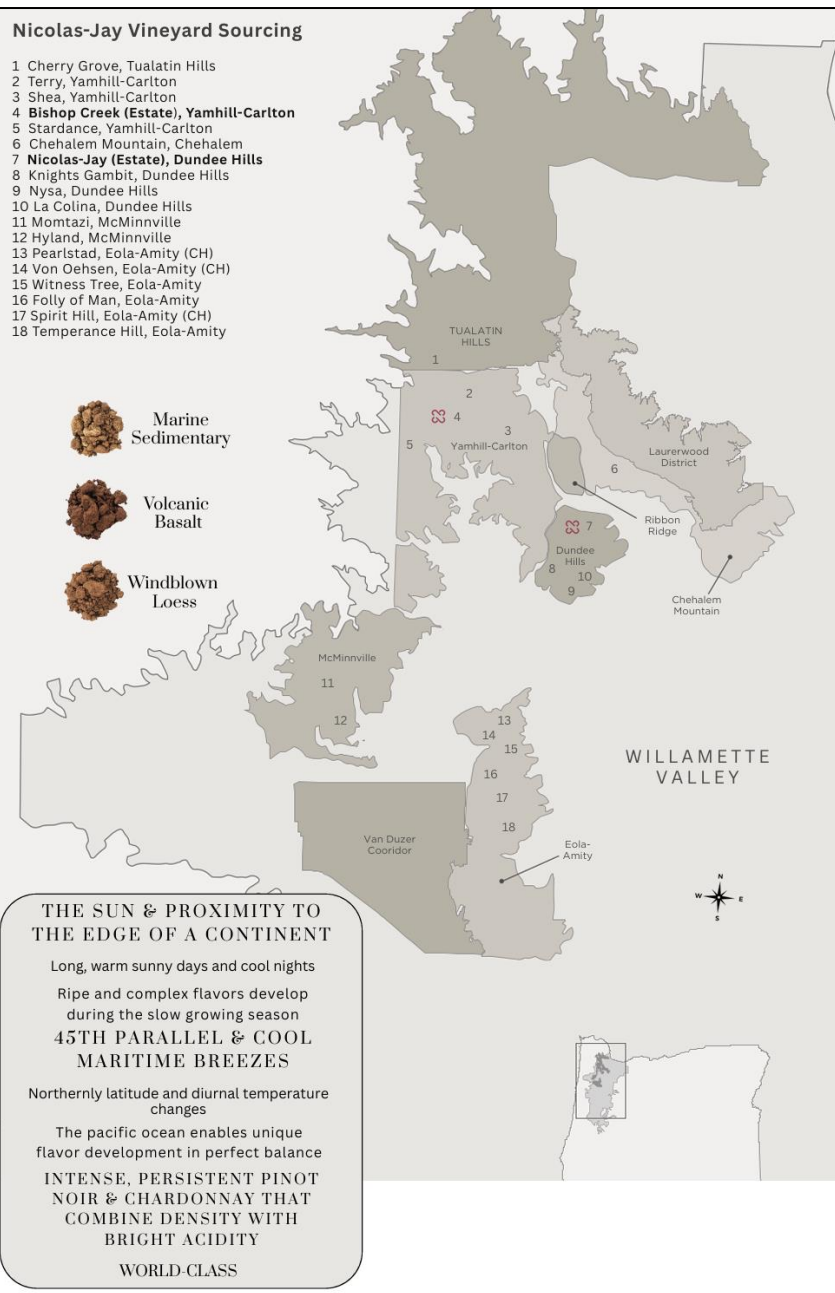 Nicolas-Jay Vineyard Sourcing
1 Cherry Grove, Tualatin Hills
2 Terry, Yamhill-Carlton
3 Shea, Yamhill-Carlton
4 Bishop Creek (Estate), Yamhill-Carlton
5 Stardance, Yamhill-Carlton
6 Chehalem Mountain, Chehalem
7 Nicolas-Jay (Estate), Dundee Hills
8 Knights Gambit, Dundee Hills
9 Nysa, Dundee Hills
10 La Colina, Dundee Hills
11 Momtazi, McMinnville
12 Hyland, McMinnville
13 Pearlstad, Eola-Amity (CH)
14 Von Oehsen, Eola-Amity (CH)
15 Witness Tree, Eola-Amity
16 Folly of Man, Eola-Amity
17 Spirit Hill, Eola-Amity (CH)
18 Temperance Hill, Eola-Amity
TUALATIN
HILLS
1
2
4
3
5
Yamhill-Carlton
6
Laurerwood
District
Ribbon
Ridge
7
Dundee
Hills
8
10
9
Chehalem
Mountain
Marine
Sedimentary
Volcanic
Basalt
Windblown
Loess
McMinnville
11
12
13
14
15
16
17
18
WILLAMETTE
VALLEY
Van Duzer
Cooridor
Eola-
Amity
N
W
E
S
THE SUN & PROXIMITY TO
THE EDGE OF A CONTINENT
Long, warm sunny days and cool nights
Ripe and complex flavors develop
during the slow growing season
45TH PARALLEL & COOL
MARITIME BREEZES
Northernly latitude and diurnal temperature
changes
The pacific ocean enables unique
flavor development in perfect balance
INTENSE, PERSISTENT PINOT
NOIR & CHARDONNAY THAT
COMBINE DENSITY WITH
BRIGHT ACIDITY
WORLD-CLASS